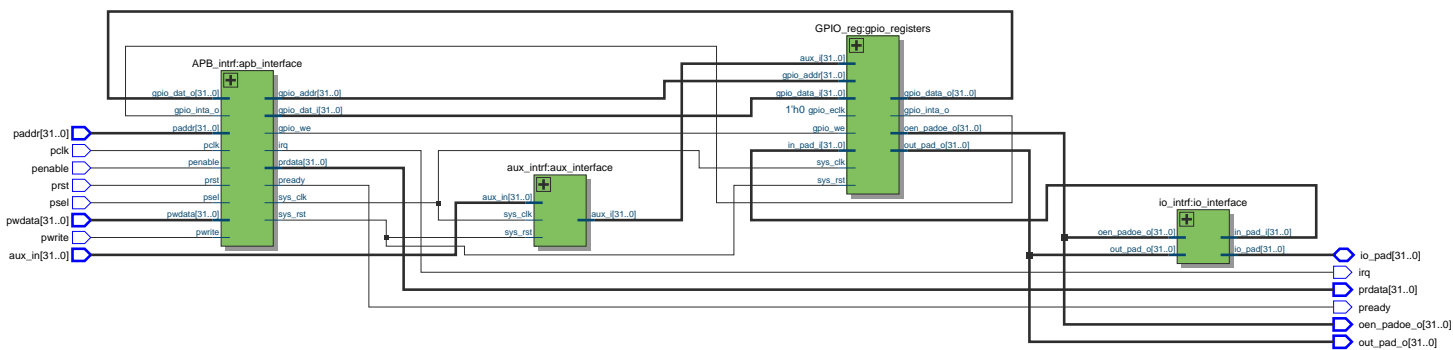 GPIO_reg:gpio_registers
aux_i[31..0]
gpio_addr[31..0]
gpio_data_i[31..0]
1'h0 gpio_eclk
gpio_we
in_pad_i[31..0]
sys_clk
sys_rst
gpio_data_o[31..0]
gpio_inta_o
oen_padoe_o[31..0]
out_pad_o[31..0]
APB_intrf:apb_interface
gpio_dat_o[31..0]
gpio_inta_o
paddr[31..0]
pclk
penable
prst
psel
pwdata[31..0]
pwrite
gpio_addr[31..0]
gpio_dat_i[31..0]
gpio_we
irq
prdata[31..0]
pready
sys_clk
sys_rst
paddr[31..0]
pclk
penable
prst
psel
pwdata[31..0]
pwrite
aux_in[31..0]
aux_intrf:aux_interface
aux_in[31..0]
sys_clk
sys_rst
aux_i[31..0]
io_intrf:io_interface
oen_padoe_o[31..0]
out_pad_o[31..0]
in_pad_i[31..0]
io_pad[31..0]
io_pad[31..0]
irq
prdata[31..0]
pready
oen_padoe_o[31..0]
out_pad_o[31..0]